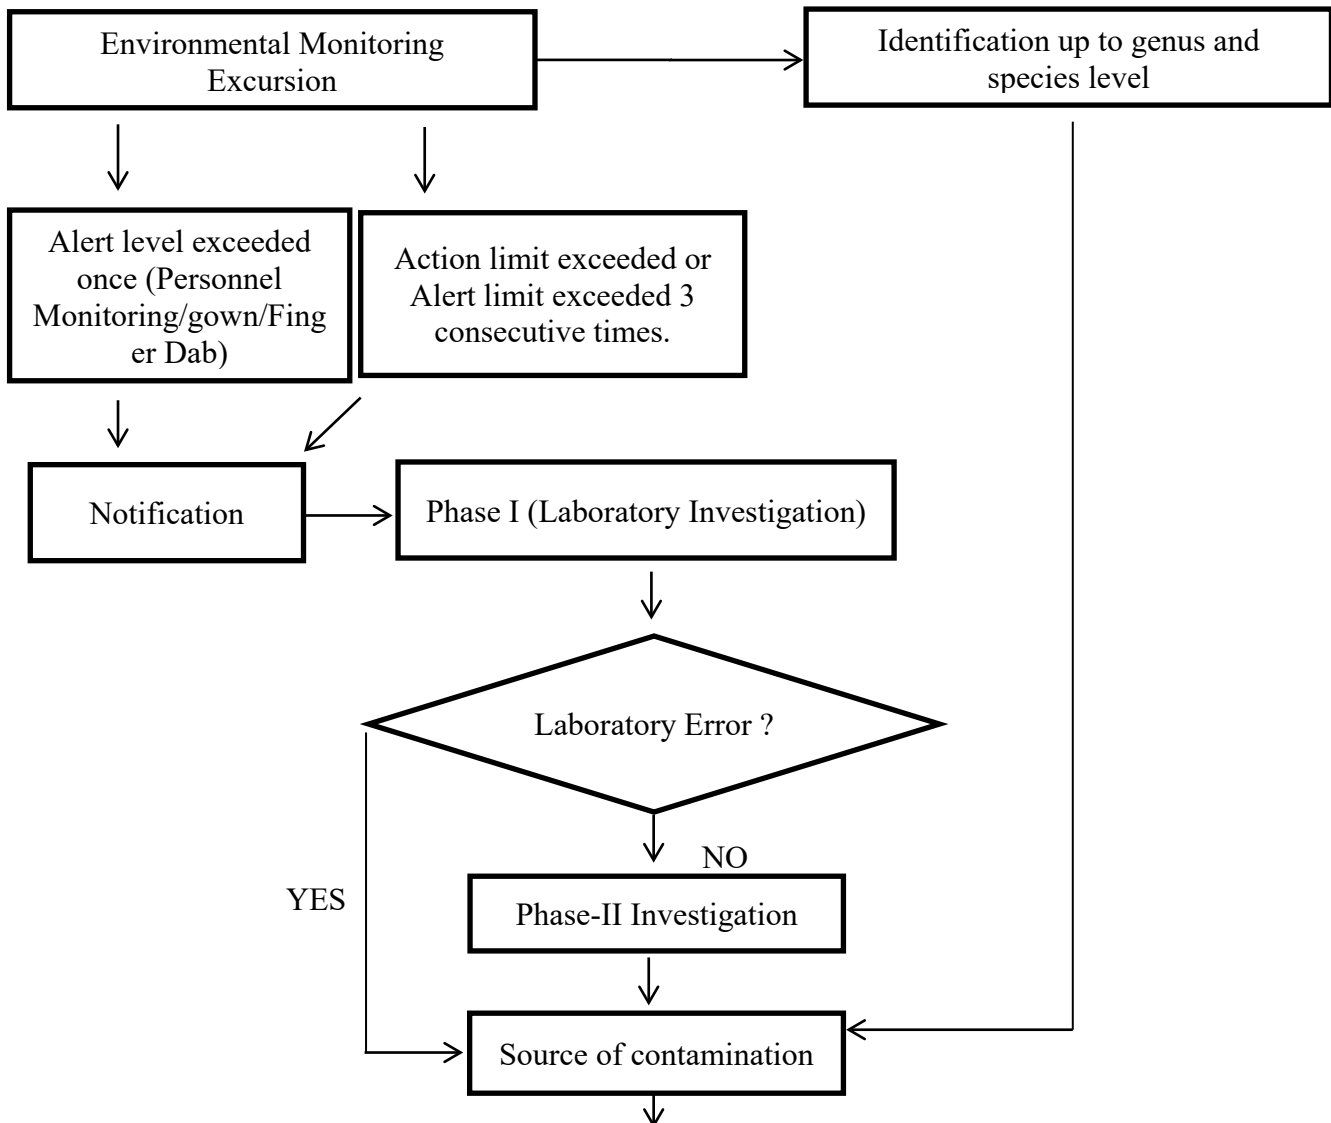 Environmental Monitoring
Excursion
Identification up to genus and
species level
Alert level exceeded
once (Personnel
Monitoring/gown/Fing
er Dab)
Action limit exceeded or
Alert limit exceeded 3
consecutive times.
Notification
Phase I (Laboratory Investigation)
Laboratory Error ?
NO
YES
Phase-II Investigation
Source of contamination